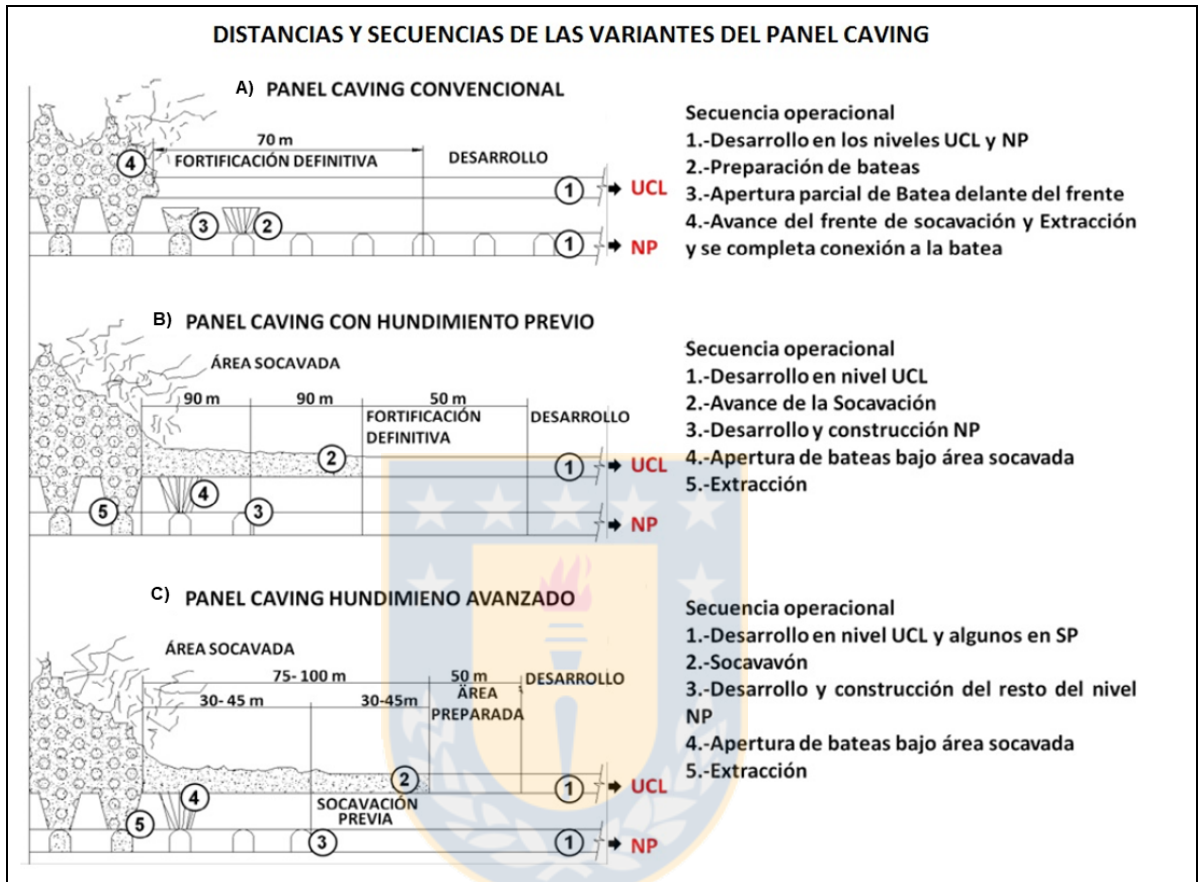 DISTANCIAS Y SECUENCIAS DE LAS VARIANTES DEL PANEL CAVING
A) PANEL CAVING CONVENCIONAL
70 m
FORTIFICACIÓN DEFINITIVA
DESARROLLO
4
1
UCL
3
2
1
NP
Secuencia operacional
1.-Desarrollo en los niveles UCL y NP
2.-Preparación de bateas
3.-Apertura parcial de Batea delante del frente
4.-Avance del frente de socavación y Extracción
y se completa conexión a la batea
B) PANEL CAVING CON HUNDIMIENTO PREVIO
ÁREA SOCAVADA
90 m
90 m
50 m
FORTIFICACIÓN
DEFINITIVA
DESARROLLO
2
1
UCL
4
5
3
NP
Secuencia operacional
1.-Desarrollo en nivel UCL
2.-Avance de la Socavación
3.-Desarrollo y construcción NP
4.-Apertura de bateas bajo área socavada
5.-Extracción
C) PANEL CAVING HUNDIMIENO AVANZADO
ÁREA SOCAVADA
75- 100 m
50 m
DESARROLLO
30- 45 m
30-45m
ÄREA
PREPARADA
2
1
UCL
4
SOCAVACIÓN
PREVIA
5
3
1
NP
Secuencia operacional
1.-Desarrollo en nivel UCL y algunos en SP
2.-Socavavón
3.-Desarrollo y construcción del resto del nivel
NP
4.-Apertura de bateas bajo área socavada
5.-Extracción